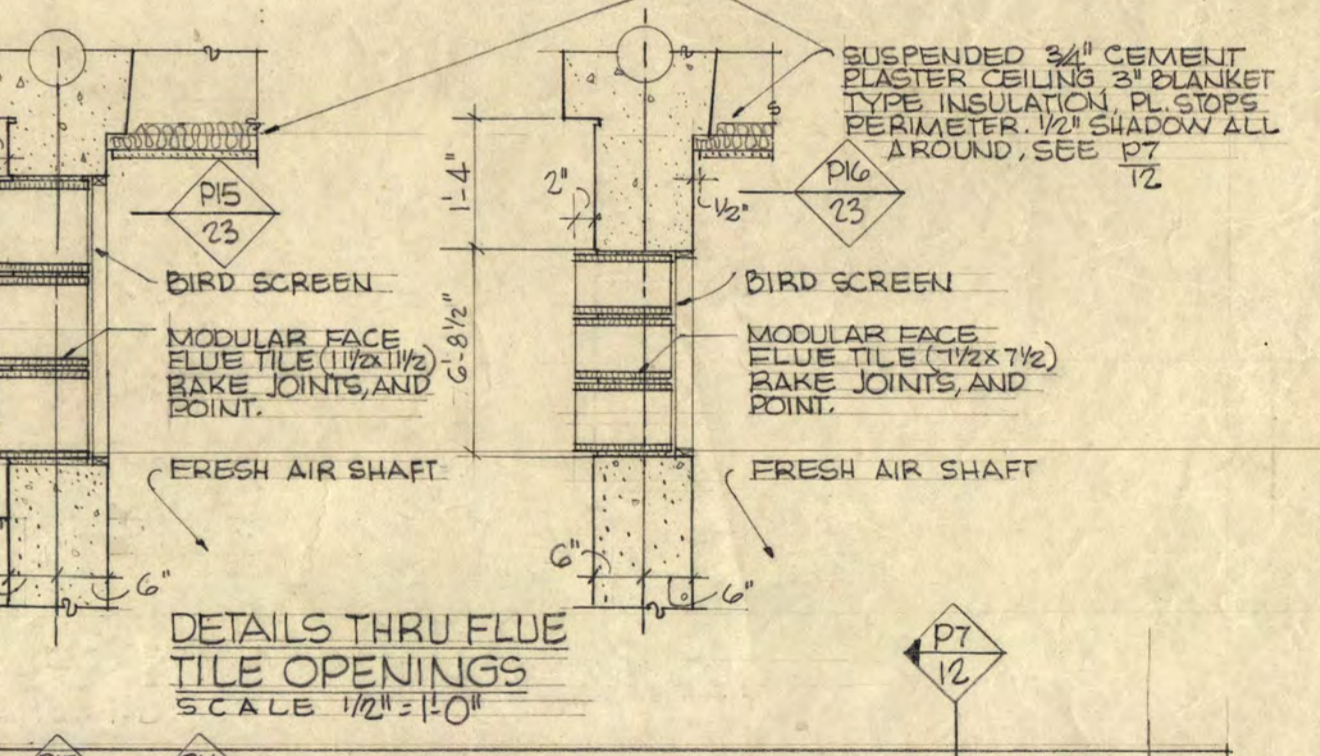 SUSPENDED 3/4" CEMENT
PLASTER CEILING, 3" BLANKET
TYPE INSULATION, PL. STOPS
PERIMETER. 1/2" SHADOW ALL
AROUND, SEE P7
12
P15
23
BIRD SCREEN
MODULAR FACE
FLUE TILE (11 1/2 x 11 1/2)
RAKE JOINTS, AND
POINT.
FRESH AIR SHAFT
6"
1'-4"
6'-8 1/2"
2"
1/2"
P16
23
BIRD SCREEN
MODULAR FACE
FLUE TILE (7 1/2 x 7 1/2)
RAKE JOINTS, AND
POINT.
FRESH AIR SHAFT
6"
6"
DETAILS THRU FLUE
TILE OPENINGS
SCALE 1/2"=1'-0"
P7
12